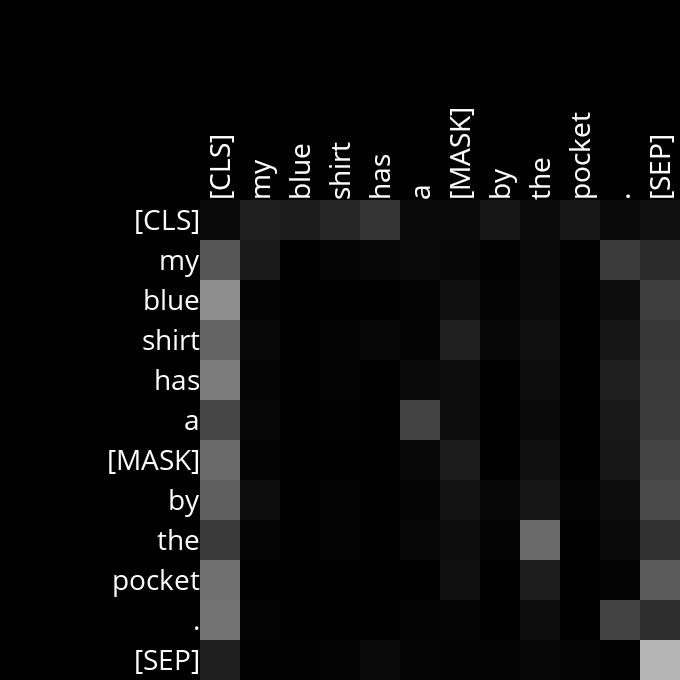 [CLS] my blue shirt has a [MASK] by the pocket . [SEP]
[CLS]
my
blue
shirt
has
a
[MASK]
by
the
pocket
.
[SEP]